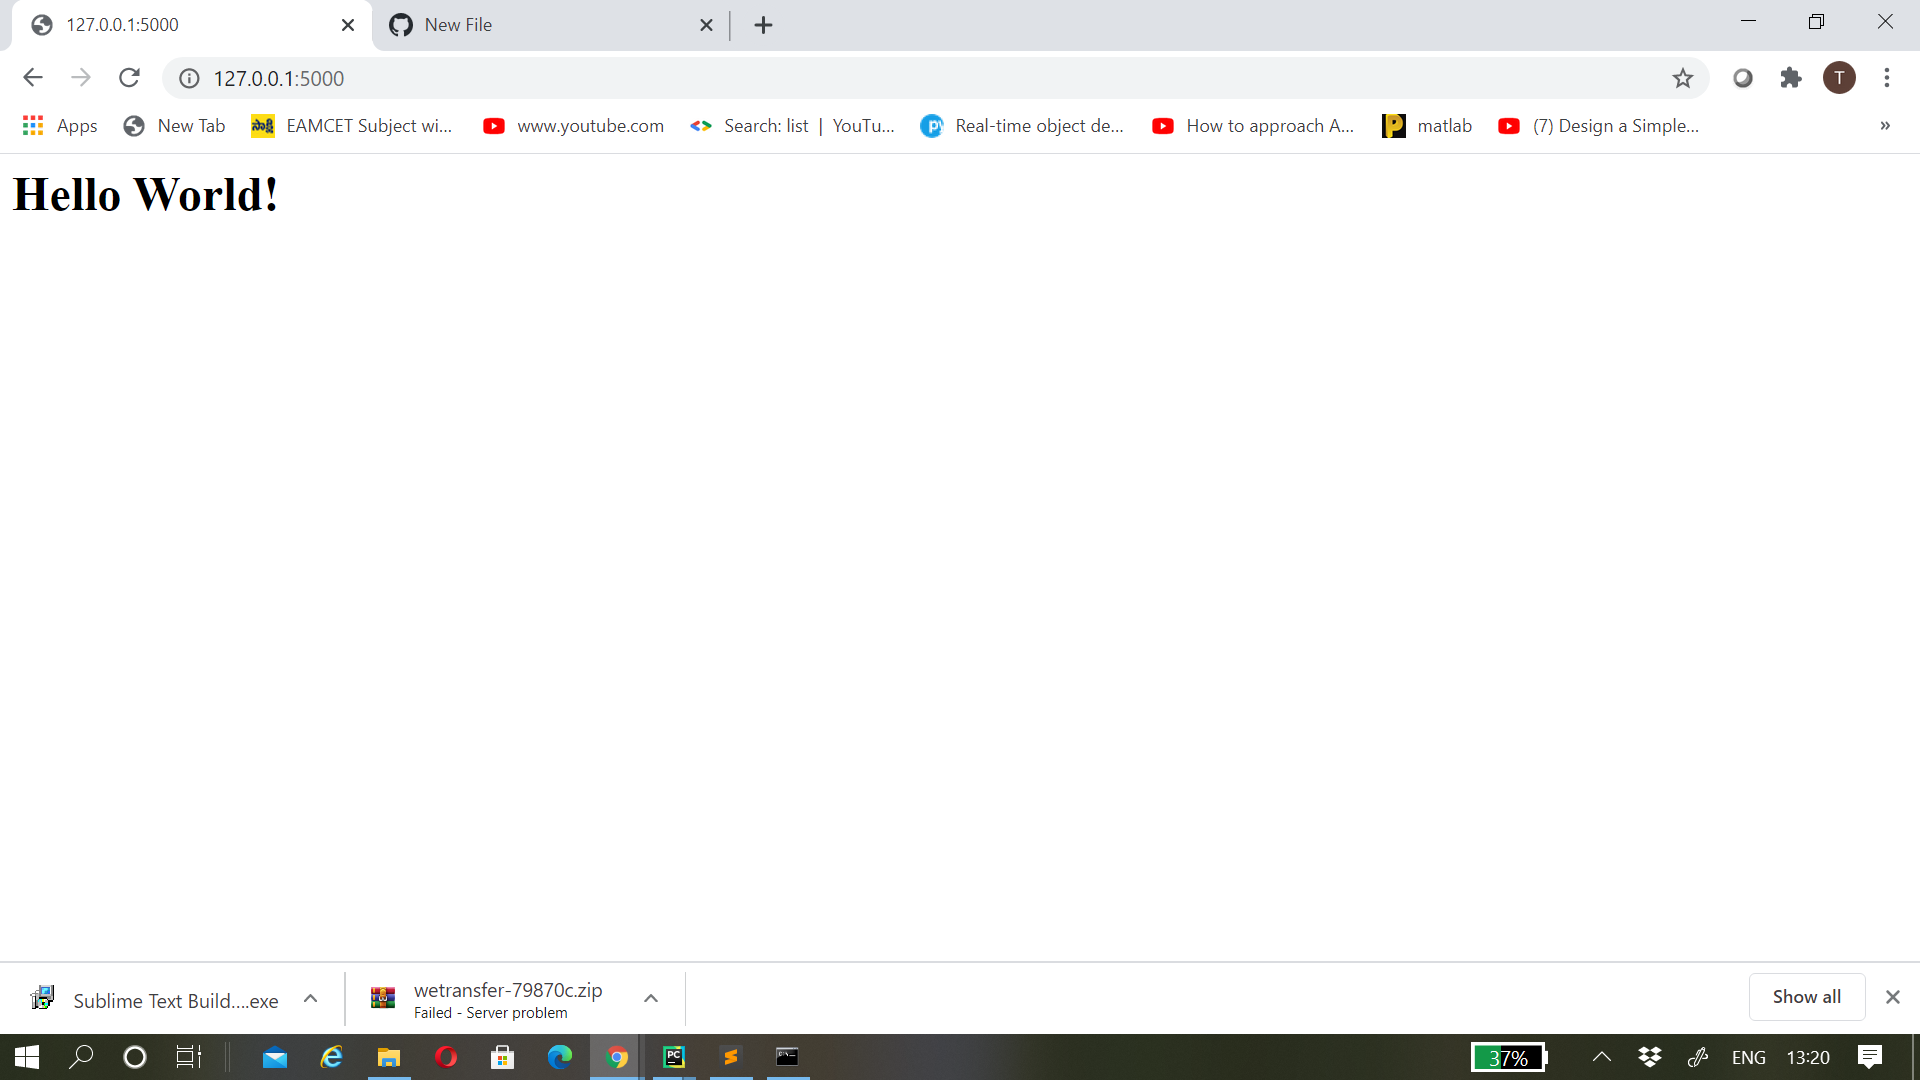 127.0.0.1:5000
New File
127.0.0.1:5000
T
Apps
New Tab
EAMCET Subject wi...
www.youtube.com
Search: list | YouTu...
Real-time object de...
How to approach A...
matlab
(7) Design a Simple...
»
Hello World!
Sublime Text Build....exe
wetransfer-79870c.zip
Failed - Server problem
Show all
PC
37%
ENG
13:20